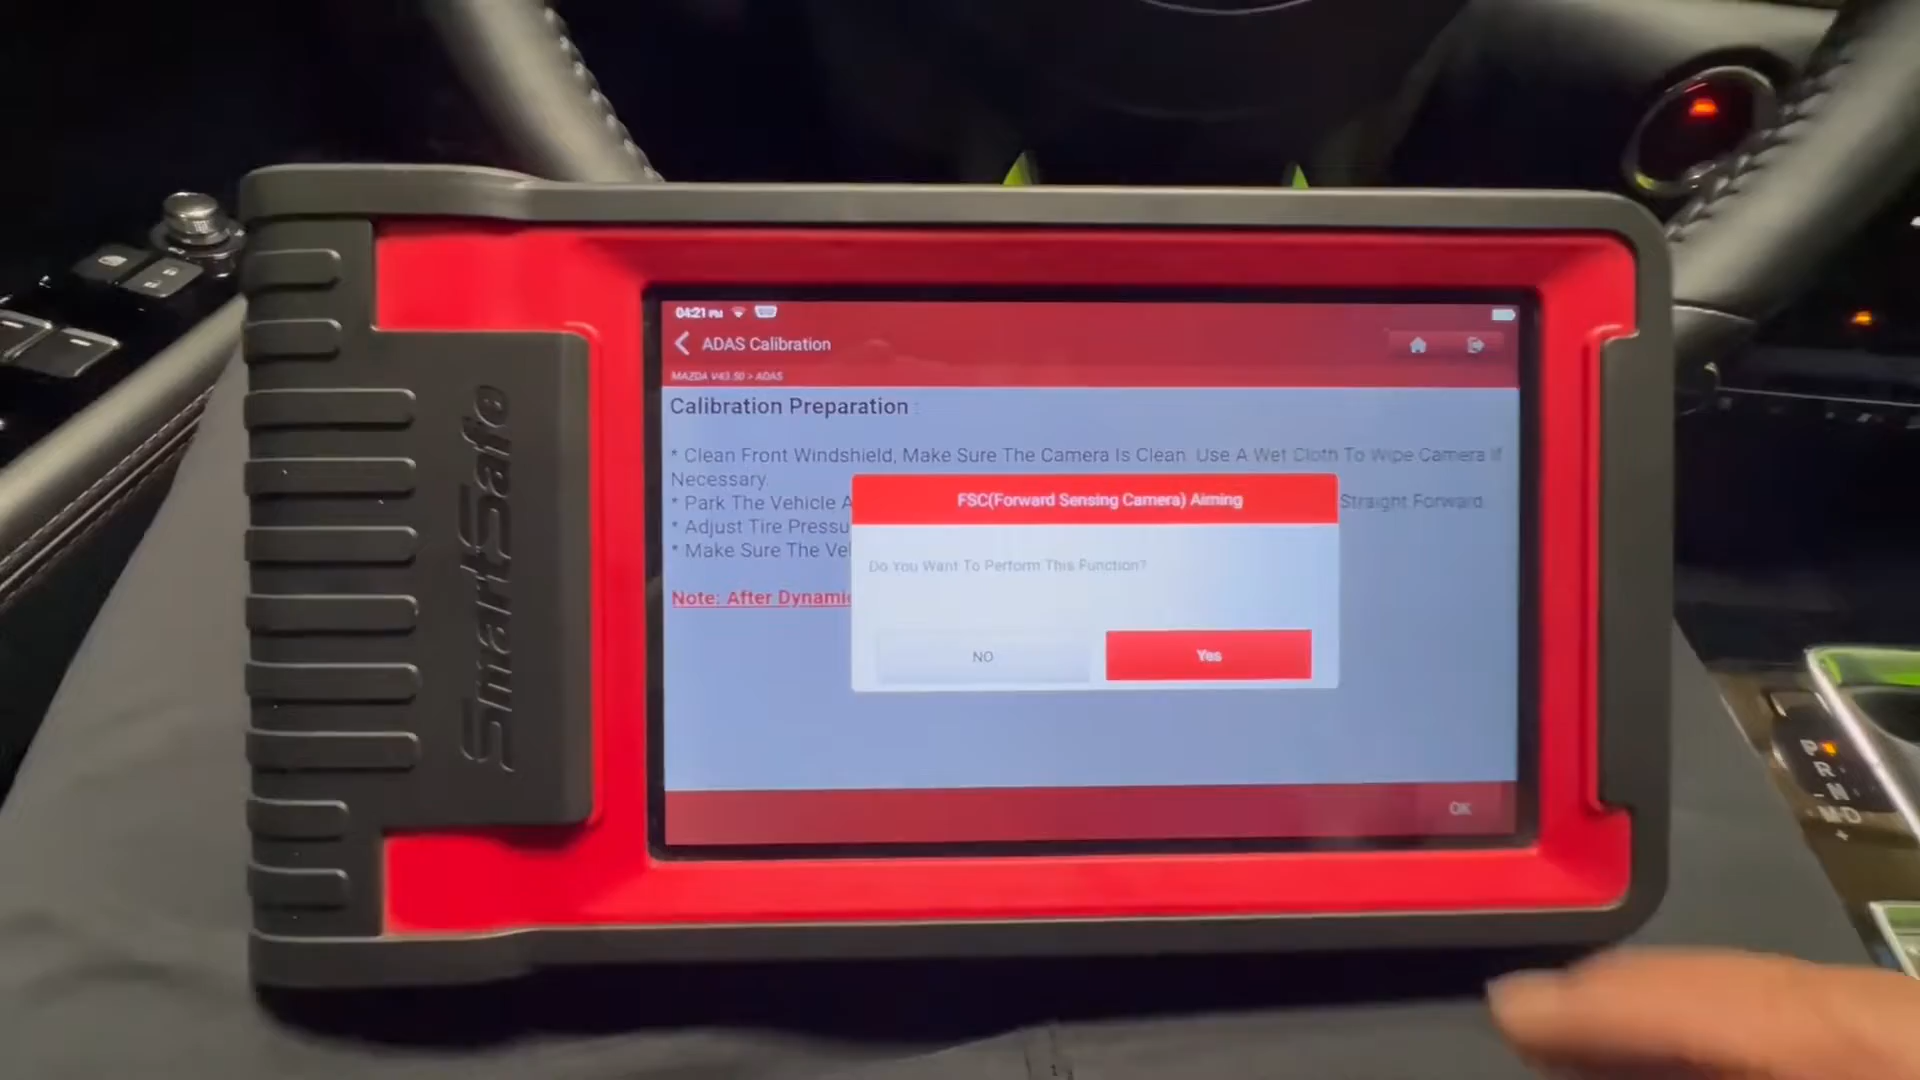 SmartSafe
04:21 PM
ADAS Calibration
MAZDA V43.50 > ADAS
Calibration Preparation :
* Clean Front Windshield, Make Sure The Camera Is Clean. Use A Wet Cloth To Wipe Camera If
Necessary.
* Park The Vehicle A
Straight Forward.
* Adjust Tire Pressu
* Make Sure The Veh
Note: After Dynamic
FSC(Forward Sensing Camera) Aiming
Do You Want To Perform This Function?
NO
Yes
OK
P
R
N
M D
+